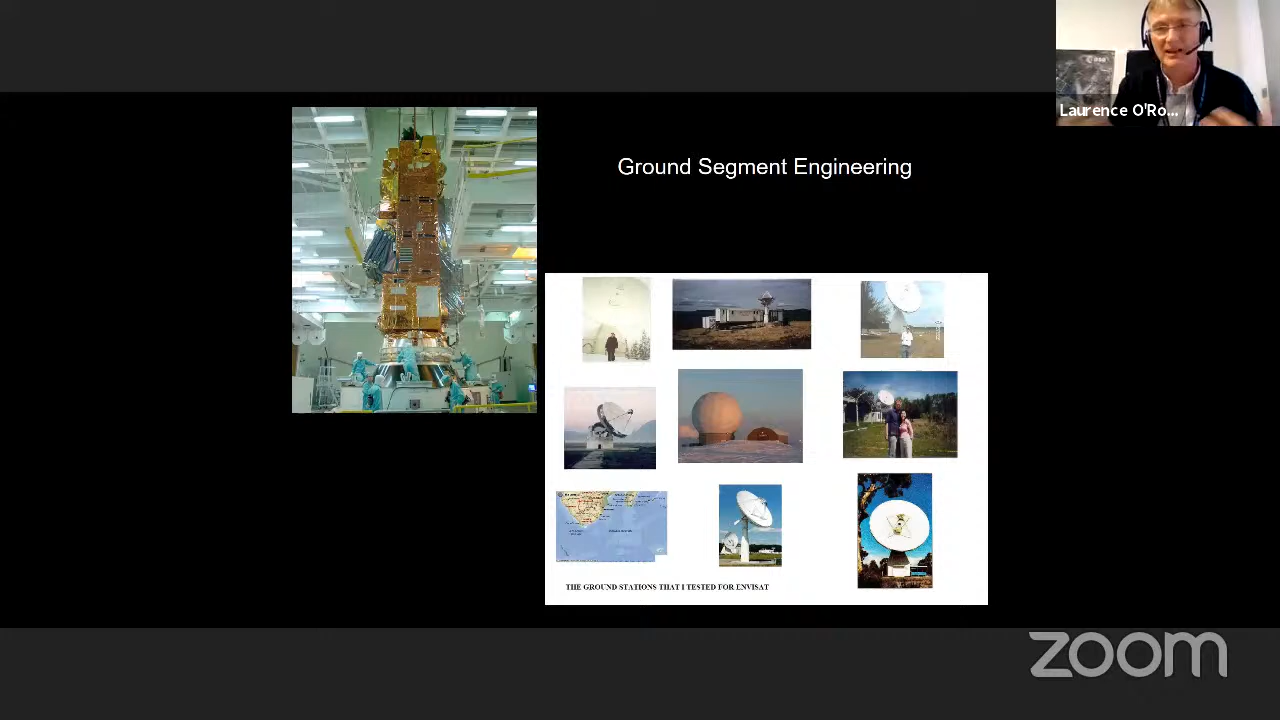 Laurence O'Ro...
Ground Segment Engineering
THE GROUND STATIONS THAT I TESTED FOR ENVISAT
zoom